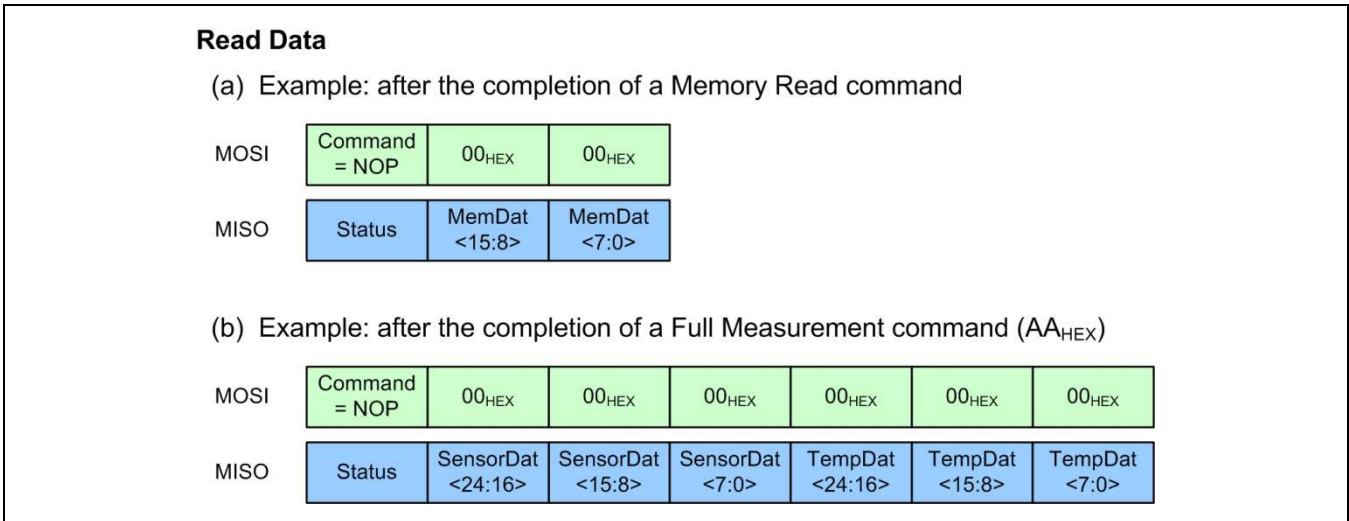 Read Data
(a) Example: after the completion of a Memory Read command
MOSI Command = NOP 00HEX 00HEX
MISO Status MemDat <15:8> MemDat <7:0>
(b) Example: after the completion of a Full Measurement command (AAHEX)
MOSI Command = NOP 00HEX 00HEX 00HEX 00HEX 00HEX 00HEX
MISO Status SensorDat <24:16> SensorDat <15:8> SensorDat <7:0> TempDat <24:16> TempDat <15:8> TempDat <7:0>